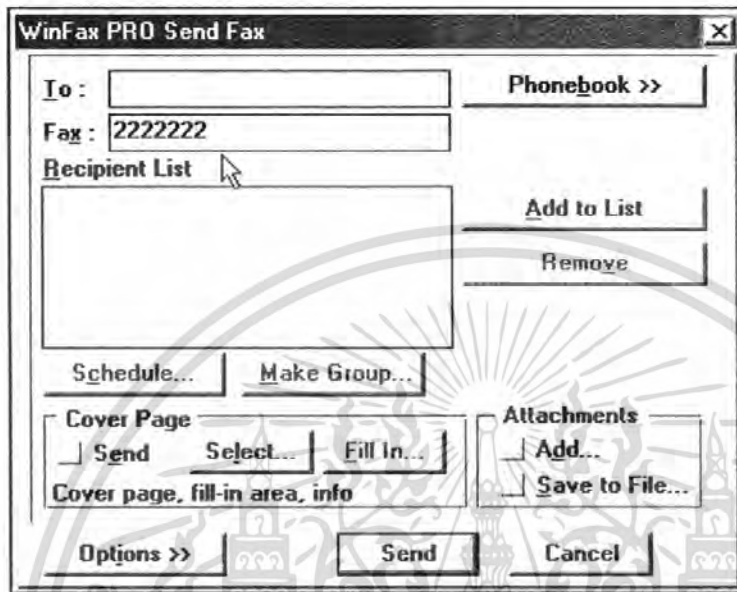 WinFax PRO Send Fax
To :
Phonebook >>
Fax : 2222222
Recipient List
Add to List
Remove
Schedule...
Make Group...
Cover Page
Send
Select...
Fill In...
Cover page, fill-in area, info
Attachments
Add...
Save to File...
Options >>
Send
Cancel